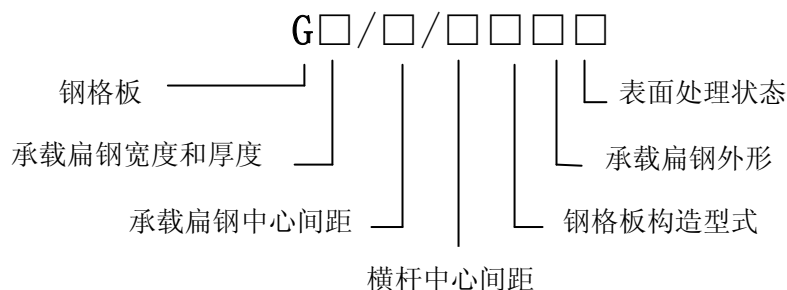 G□/□/□□□□
钢格板
表面处理状态
承载扁钢宽度和厚度
承载扁钢外形
承载扁钢中心间距
钢格板构造型式
横杆中心间距